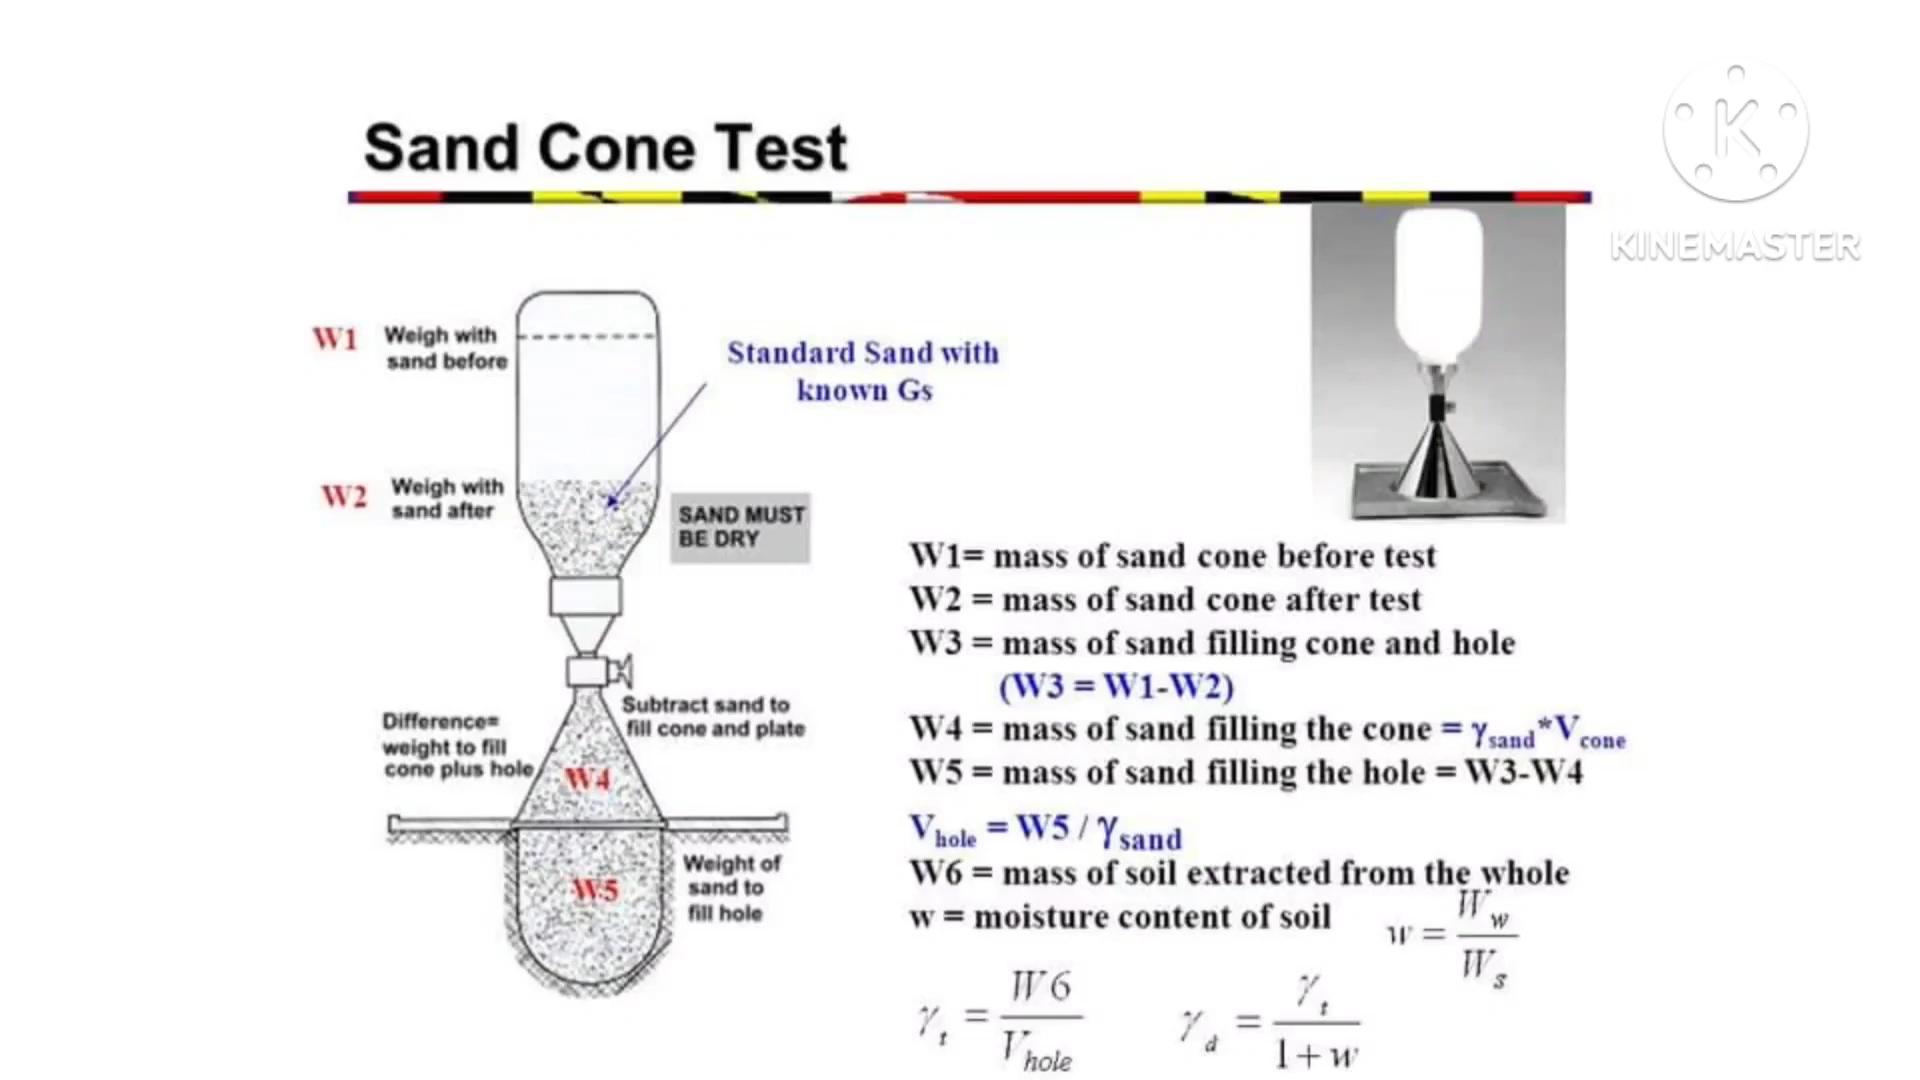 Sand Cone Test
K
KINEMASTER
W1 Weigh with
sand before
Standard Sand with
known Gs
W2 Weigh with
sand after
SAND MUST
BE DRY
Subtract sand to
fill cone and plate
Difference=
weight to fill
cone plus hole
W4
W5
Weight of
sand to
fill hole
W1= mass of sand cone before test
W2 = mass of sand cone after test
W3 = mass of sand filling cone and hole
(W3 = W1-W2)
W4 = mass of sand filling the cone = γsand*Vcone
W5 = mass of sand filling the hole = W3-W4
Vhole = W5 / γsand
W6 = mass of soil extracted from the whole
w = moisture content of soil w = Ww / Ws
γt = W6 / Vhole γd = γt / 1+w